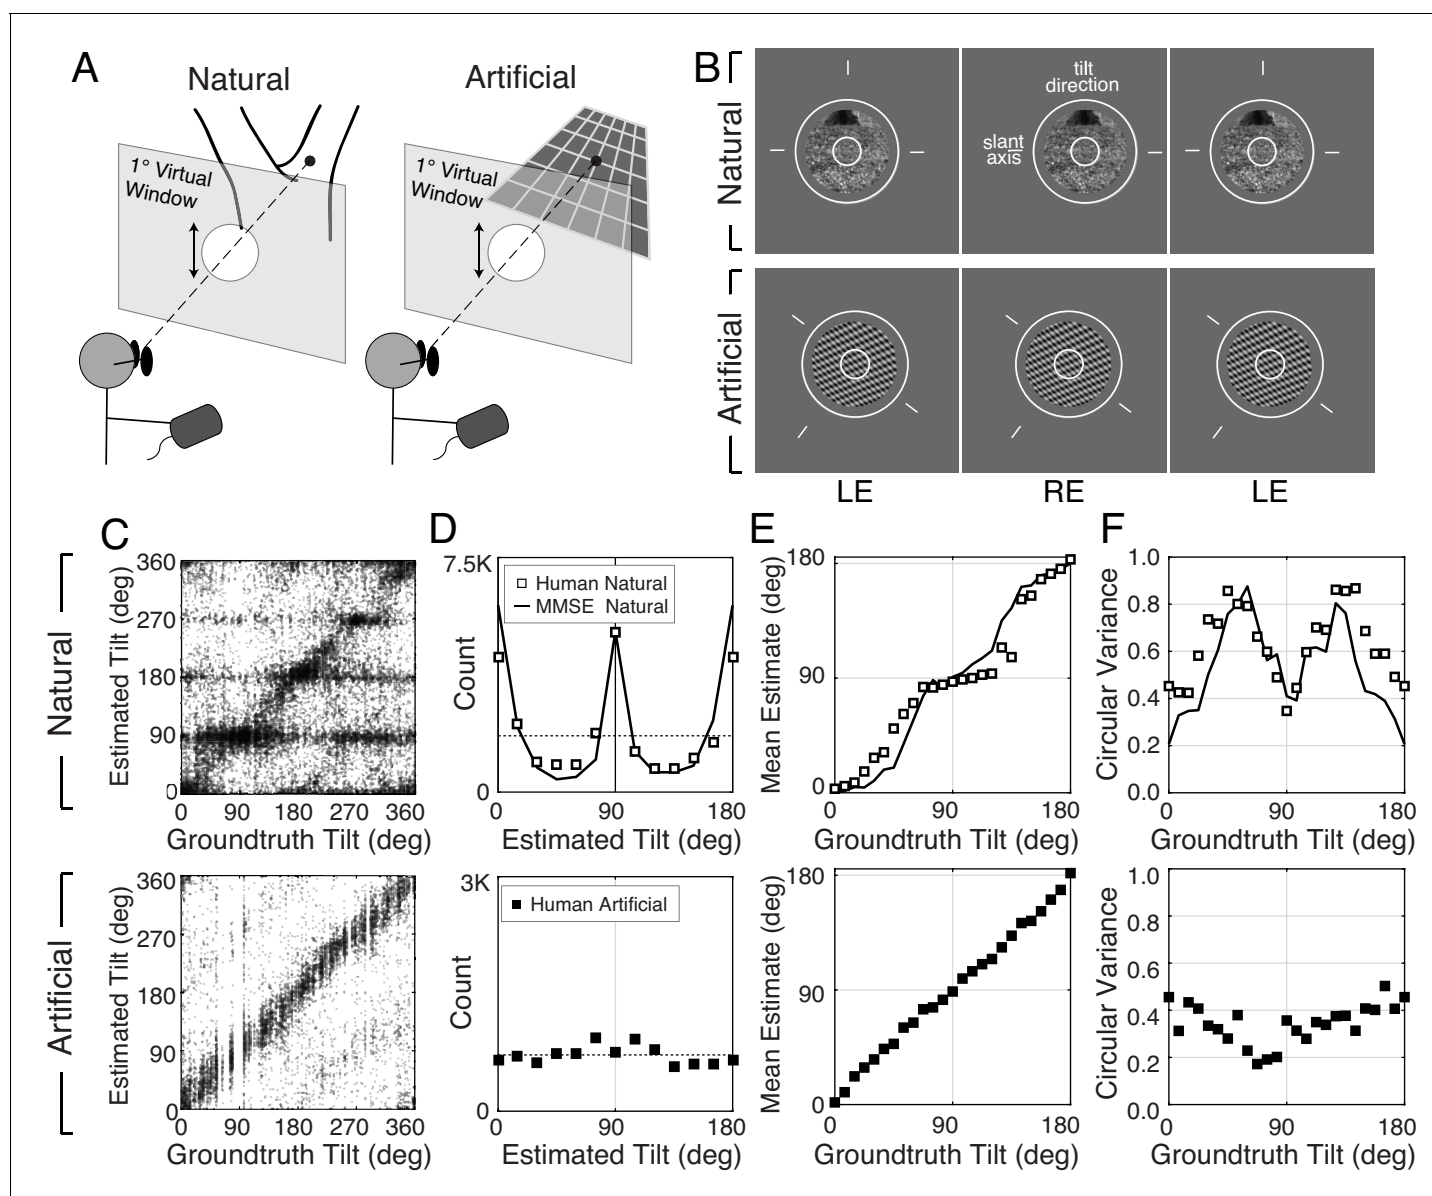 A
Natural
Artificial
1° Virtual
Window
1° Virtual
Window
B
Natural
Artificial
tilt
direction
slant
axis
LE
RE
LE
Natural
Artificial
C
360
270
180
90
0
Estimated Tilt (deg)
0 90 180 270 360
Groundtruth Tilt (deg)
D
7.5K
Count
0
Human Natural
MMSE Natural
0 90 180
Estimated Tilt (deg)
E
180
90
0
Mean Estimate (deg)
0 90 180
Groundtruth Tilt (deg)
F
1.0
0.8
0.6
0.4
0.2
0.0
Circular Variance
0 90 180
Groundtruth Tilt (deg)
360
270
180
90
0
Estimated Tilt (deg)
0 90 180 270 360
Groundtruth Tilt (deg)
3K
Count
0
Human Artificial
0 90 180
Estimated Tilt (deg)
180
90
0
Mean Estimate (deg)
0 90 180
Groundtruth Tilt (deg)
1.0
0.8
0.6
0.4
0.2
0.0
Circular Variance
0 90 180
Groundtruth Tilt (deg)